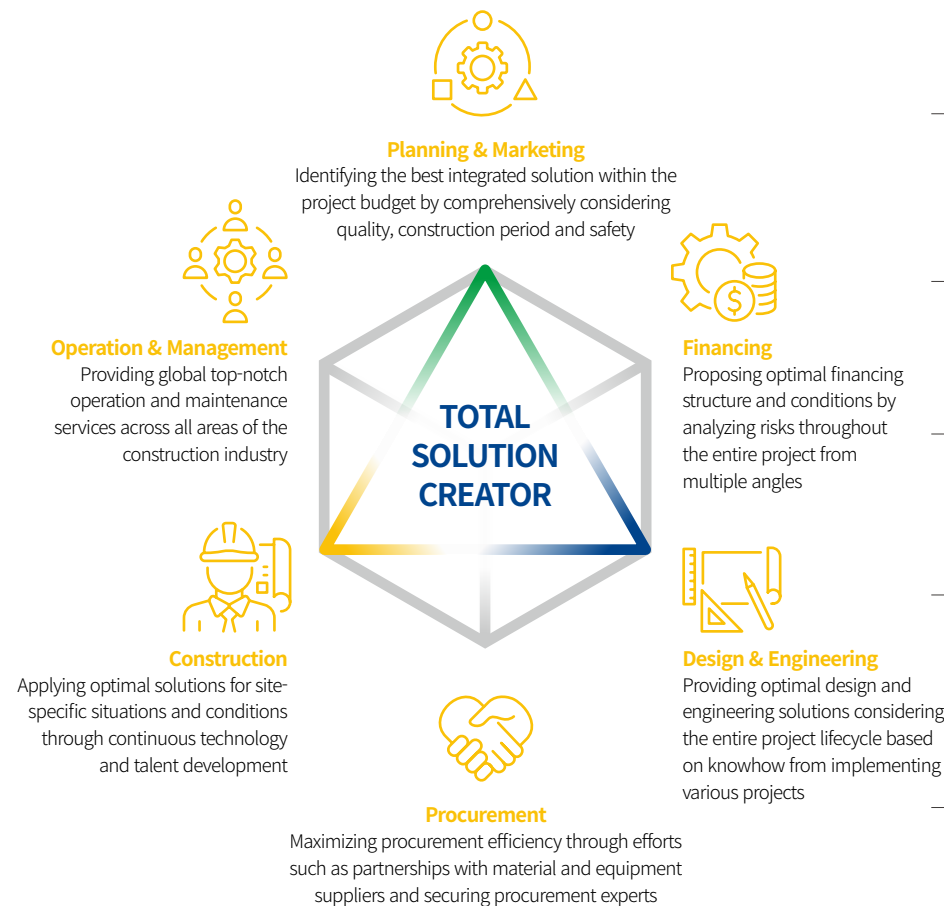 Planning & Marketing
Identifying the best integrated solution within the
project budget by comprehensively considering
quality, construction period and safety
Operation & Management
Providing global top-notch
operation and maintenance
services across all areas of the
construction industry
Financing
Proposing optimal financing
structure and conditions by
analyzing risks throughout
the entire project from
multiple angles
$
TOTAL
SOLUTION
CREATOR
Construction
Applying optimal solutions for site-
specific situations and conditions
through continuous technology
and talent development
Design & Engineering
Providing optimal design and
engineering solutions considering
the entire project lifecycle based
on knowhow from implementing
various projects
Procurement
Maximizing procurement efficiency through efforts
such as partnerships with material and equipment
suppliers and securing procurement experts